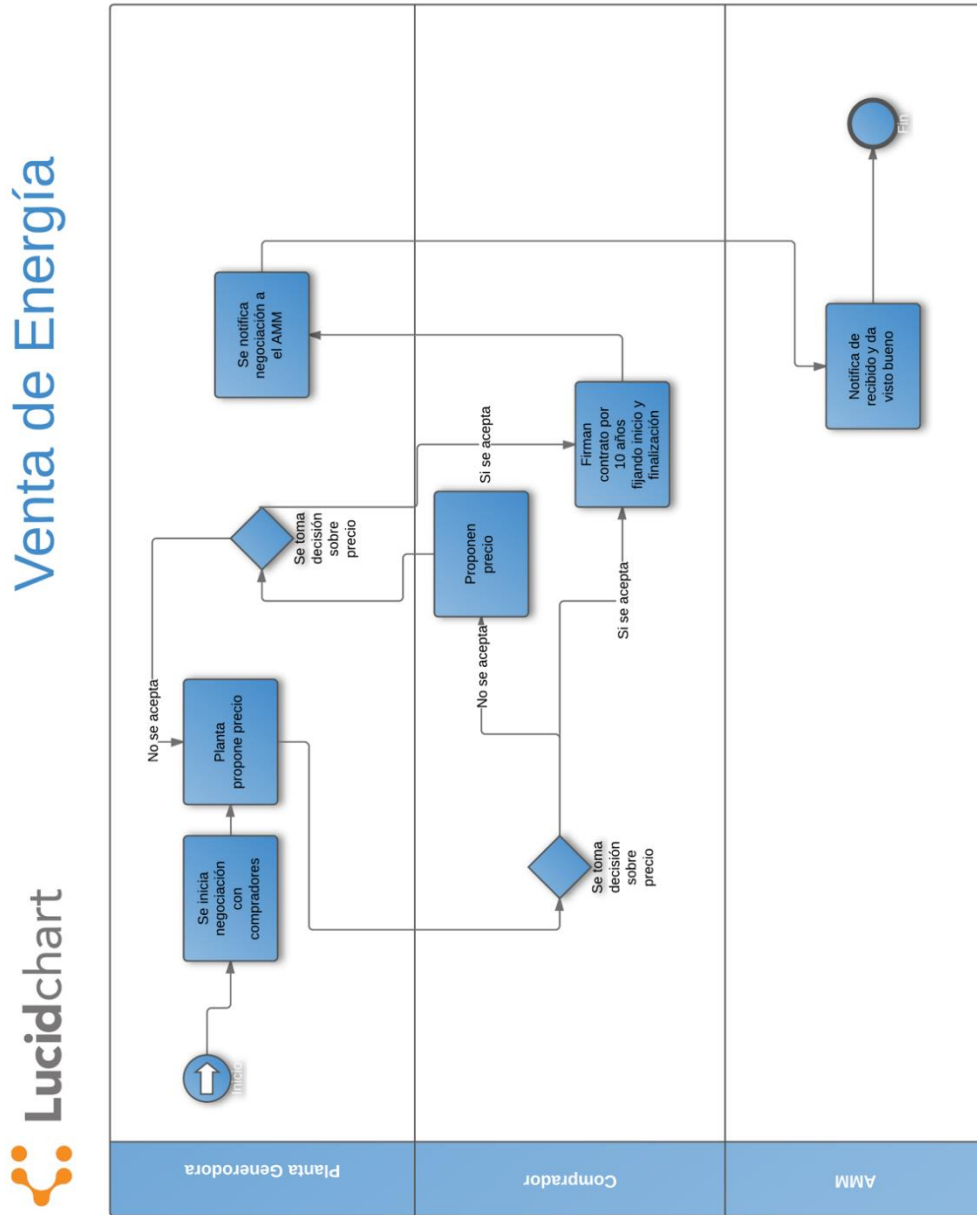 Lucidchart
Venta de Energía
Planta Generodora
Inicio
Se inicia
negociación
con
compradores
Planta
propone precio
No se acepta
Se toma
decisión
sobre
precio
Se notifica
negociación a
el AMM
Comprador
Se toma
decisión
sobre
precio
No se acepta
Proponen
precio
Si se acepta
Si se acepta
Firman
contrato por
10 años
fijando inicio y
finalización
AMM
Notifica de
recibido y da
visto bueno
Fin